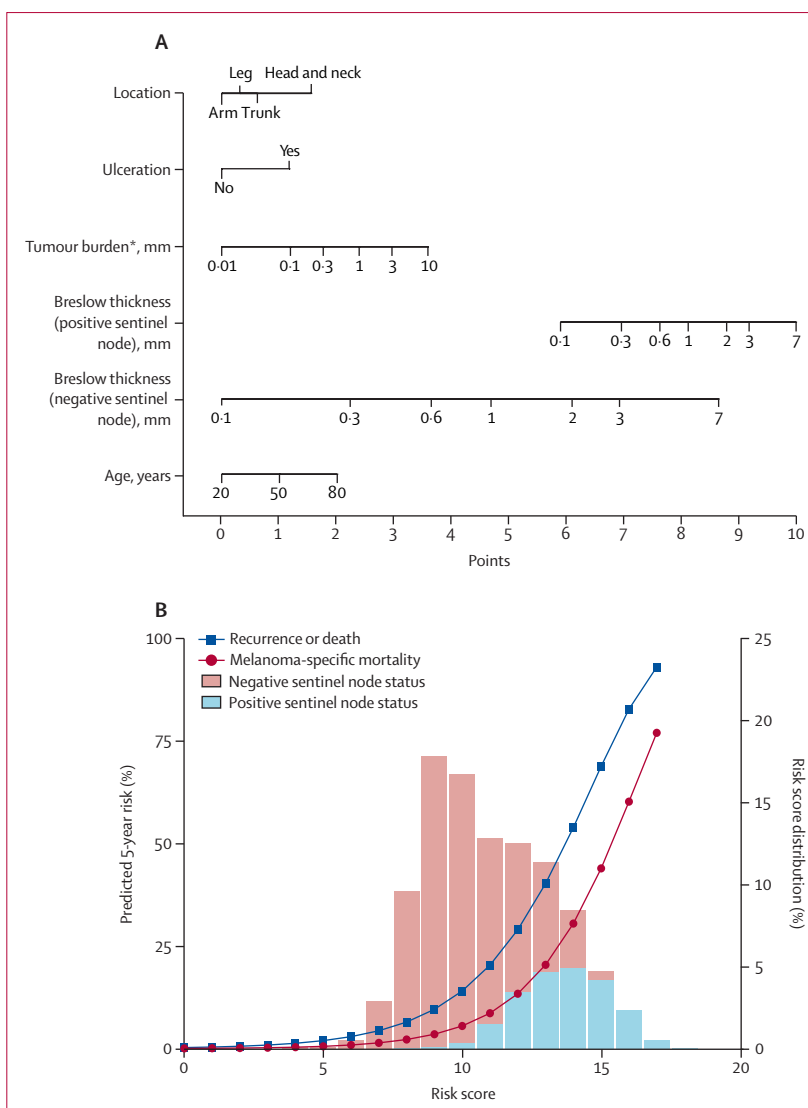 A
Leg Head and neck
Location
Arm Trunk
Yes
Ulceration
No
Tumour burden*, mm
0·01 0·1 0·3 1 3 10
Breslow thickness
(positive sentinel
node), mm
0·1 0·3 0·6 1 2 3 7
Breslow thickness
(negative sentinel
node), mm
0·1 0·3 0·6 1 2 3 7
Age, years
20 50 80
0 1 2 3 4 5 6 7 8 9 10
Points
B
Recurrence or death
Melanoma-specific mortality
Negative sentinel node status
Positive sentinel node status
100
75
50
25
0
Predicted 5-year risk (%)
25
20
15
10
5
0
Risk score distribution (%)
0 5 10 15 20
Risk score